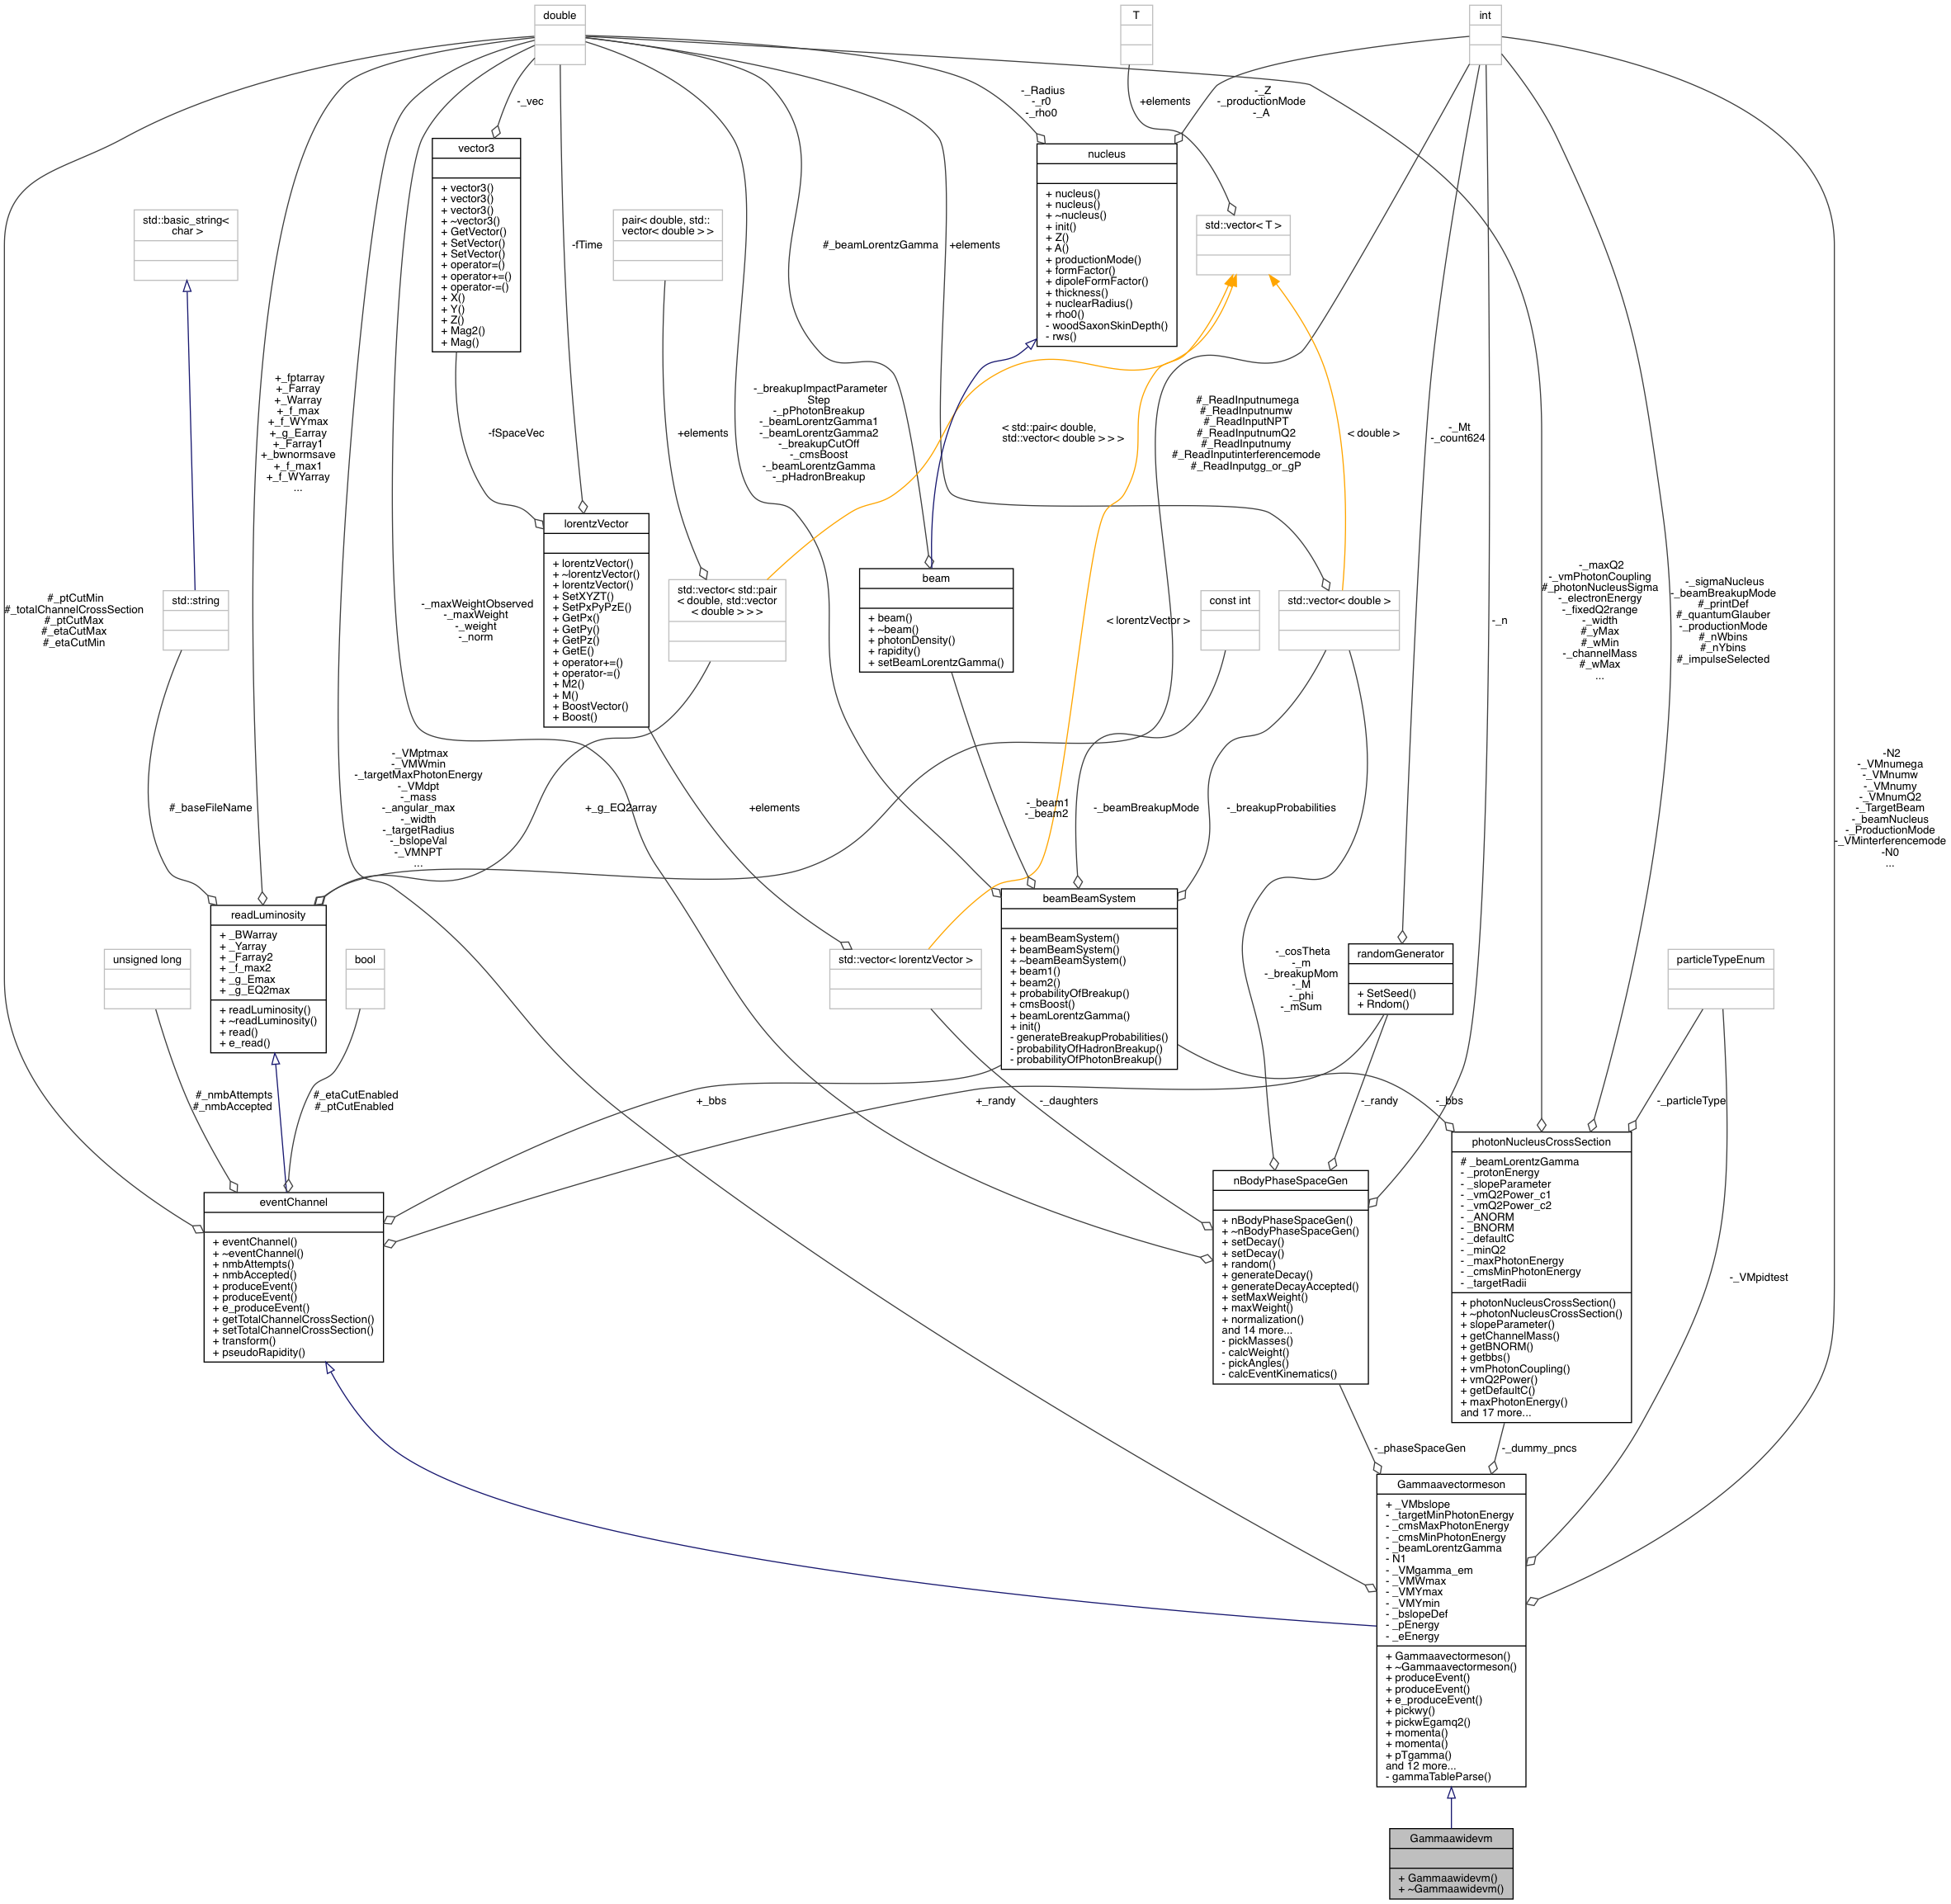 double
T
int
-_vec
+elements
-_Radius
-_r0
-_rho0
-_Z
-_productionMode
-_A
vector3
+ vector3()
+ vector3()
+ vector3()
+ ~vector3()
+ GetVector()
+ SetVector()
+ SetVector()
+ operator=()
+ operator+=()
+ operator-=()
+ X()
+ Y()
+ Z()
+ Mag2()
+ Mag()
nucleus
+ nucleus()
+ nucleus()
+ ~nucleus()
+ init()
+ Z()
+ A()
+ productionMode()
+ formFactor()
+ dipoleFormFactor()
+ thickness()
+ nuclearRadius()
+ rho0()
- woodSaxonSkinDepth()
- rws()
std::basic_string<
char >
pair< double, std::
vector< double > >
std::vector< T >
-fTime
#_beamLorentzGamma
+elements
+_fptarray
+_Farray
+_Warray
+_f_max
+_f_WYmax
+_g_Earray
+_Farray1
+_bwnormsave
+_f_max1
+_f_WYarray
...
-fSpaceVec
+elements
-_breakupImpactParameter
Step
-_pPhotonBreakup
-_beamLorentzGamma1
-_beamLorentzGamma2
-_breakupCutOff
-_cmsBoost
-_beamLorentzGamma
-_pHadronBreakup
< std::pair< double,
std::vector< double > > >
#_ReadInputnumega
#_ReadInputnumw
#_ReadInputNPT
#_ReadInputnumQ2
#_ReadInputnumy
#_ReadInputinterferencemode
#_ReadInputgg_or_gP
< double >
-_Mt
-_count624
lorentzVector
+ lorentzVector()
+ ~lorentzVector()
+ lorentzVector()
+ SetXYZT()
+ SetPxPyPzE()
+ GetPx()
+ GetPy()
+ GetPz()
+ GetE()
+ operator+=()
+ operator-=()
+ M2()
+ M()
+ BoostVector()
+ Boost()
#_ptCutMin
#_totalChannelCrossSection
#_ptCutMax
#_etaCutMax
#_etaCutMin
std::string
-_maxWeightObserved
-_maxWeight
-_weight
-_norm
std::vector< std::pair
< double, std::vector
< double > > >
beam
+ beam()
+ ~beam()
+ photonDensity()
+ rapidity()
+ setBeamLorentzGamma()
< lorentzVector >
const int
std::vector< double >
-_n
-_maxQ2
-_vmPhotonCoupling
#_photonNucleusSigma
-_electronEnergy
-_fixedQ2range
-_width
#_yMax
#_wMin
-_channelMass
#_wMax
...
-_sigmaNucleus
-_beamBreakupMode
#_printDef
#_quantumGlauber
-_productionMode
#_nWbins
#_nYbins
#_impulseSelected
#_baseFileName
-_VMptmax
-_VMWmin
-_targetMaxPhotonEnergy
-_VMdpt
-_mass
-_angular_max
-_width
-_targetRadius
-_bslopeVal
-_VMNPT
...
+_g_EQ2array
+elements
-_beam1
-_beam2
-_beamBreakupMode
-_breakupProbabilities
-N2
-_VMnumega
-_VMnumw
-_VMnumy
-_VMnumQ2
-_TargetBeam
-_beamNucleus
-_ProductionMode
-_VMinterferencemode
-N0
...
readLuminosity
+ _BWarray
+ _Yarray
+ _Farray2
+ _f_max2
+ _g_Emax
+ _g_EQ2max
+ readLuminosity()
+ ~readLuminosity()
+ read()
+ e_read()
unsigned long
bool
std::vector< lorentzVector >
beamBeamSystem
+ beamBeamSystem()
+ beamBeamSystem()
+ ~beamBeamSystem()
+ beam1()
+ beam2()
+ probabilityOfBreakup()
+ cmsBoost()
+ beamLorentzGamma()
+ init()
- generateBreakupProbabilities()
- probabilityOfHadronBreakup()
- probabilityOfPhotonBreakup()
-_cosTheta
-_m
-_breakupMom
-_M
-_phi
-_mSum
randomGenerator
+ SetSeed()
+ Rndom()
particleTypeEnum
#_nmbAttempts
#_nmbAccepted
#_etaCutEnabled
#_ptCutEnabled
+_bbs
+_randy
-_daughters
-_randy
-_bbs
-_particleType
eventChannel
+ eventChannel()
+ ~eventChannel()
+ nmbAttempts()
+ nmbAccepted()
+ produceEvent()
+ produceEvent()
+ e_produceEvent()
+ getTotalChannelCrossSection()
+ setTotalChannelCrossSection()
+ transform()
+ pseudoRapidity()
nBodyPhaseSpaceGen
+ nBodyPhaseSpaceGen()
+ ~nBodyPhaseSpaceGen()
+ setDecay()
+ setDecay()
+ random()
+ generateDecay()
+ generateDecayAccepted()
+ setMaxWeight()
+ maxWeight()
+ normalization()
and 14 more...
- pickMasses()
- calcWeight()
- pickAngles()
- calcEventKinematics()
photonNucleusCrossSection
# _beamLorentzGamma
- _protonEnergy
- _slopeParameter
- _vmQ2Power_c1
- _vmQ2Power_c2
- _ANORM
- _BNORM
- _defaultC
- _minQ2
- _maxPhotonEnergy
- _cmsMinPhotonEnergy
- _targetRadii
+ photonNucleusCrossSection()
+ ~photonNucleusCrossSection()
+ slopeParameter()
+ getChannelMass()
+ getBNORM()
+ getbbs()
+ vmPhotonCoupling()
+ vmQ2Power()
+ getDefaultC()
+ maxPhotonEnergy()
and 17 more...
-_VMpidtest
-_phaseSpaceGen
-_dummy_pncs
Gammaavectormeson
+ _VMbslope
- _targetMinPhotonEnergy
- _cmsMaxPhotonEnergy
- _cmsMinPhotonEnergy
- _beamLorentzGamma
- N1
- _VMgamma_em
- _VMWmax
- _VMYmax
- _VMYmin
- _bslopeDef
- _pEnergy
- _eEnergy
+ Gammaavectormeson()
+ ~Gammaavectormeson()
+ produceEvent()
+ produceEvent()
+ e_produceEvent()
+ pickwy()
+ pickwEgamq2()
+ momenta()
+ momenta()
+ pTgamma()
and 12 more...
- gammaTableParse()
Gammaawidevm
+ Gammaawidevm()
+ ~Gammaawidevm()